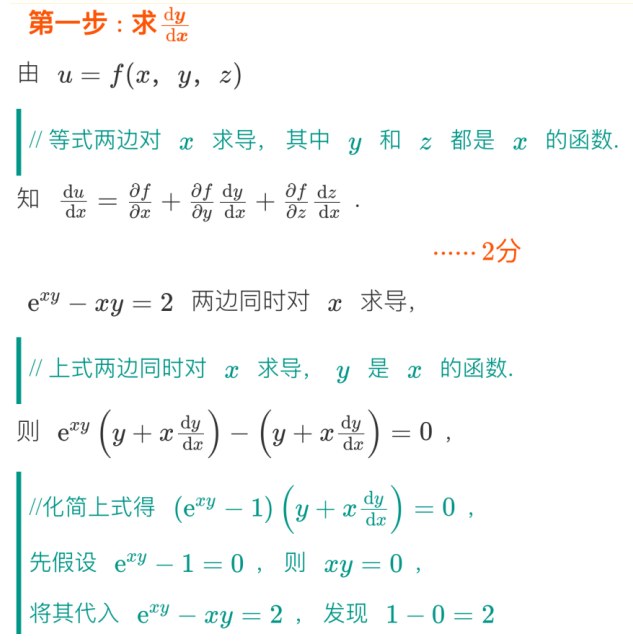 第一步：求 dy/dx
由 u = f(x, y, z)
// 等式两边对 x 求导, 其中 y 和 z 都是 x 的函数.
知 du/dx = ∂f/∂x + ∂f/∂y dy/dx + ∂f/∂z dz/dx .
⋯⋯ 2分
e^{xy} − xy = 2 两边同时对 x 求导,
// 上式两边同时对 x 求导, y 是 x 的函数.
则 e^{xy} (y + x dy/dx) − (y + x dy/dx) = 0 ,
//化简上式得 (e^{xy} − 1) (y + x dy/dx) = 0 ,
先假设 e^{xy} − 1 = 0 , 则 xy = 0 ,
将其代入 e^{xy} − xy = 2 , 发现 1 − 0 = 2